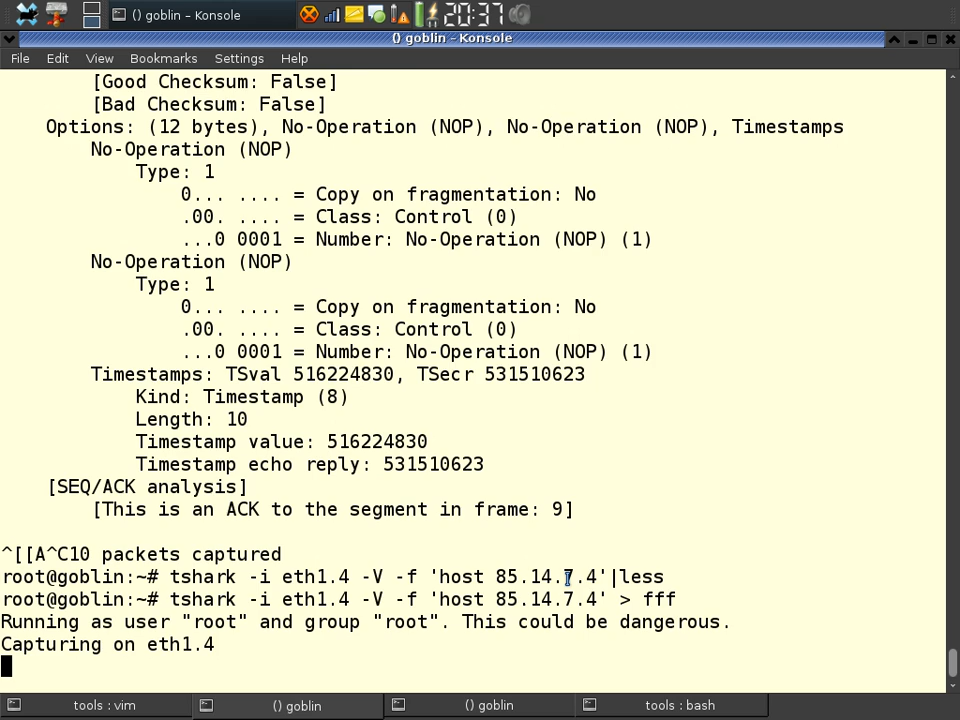 () goblin - Konsole
20:37
() goblin - Konsole
File Edit View Bookmarks Settings Help
[Good Checksum: False]
[Bad Checksum: False]
Options: (12 bytes), No-Operation (NOP), No-Operation (NOP), Timestamps
No-Operation (NOP)
Type: 1
0... .... = Copy on fragmentation: No
.00. .... = Class: Control (0)
...0 0001 = Number: No-Operation (NOP) (1)
No-Operation (NOP)
Type: 1
0... .... = Copy on fragmentation: No
.00. .... = Class: Control (0)
...0 0001 = Number: No-Operation (NOP) (1)
Timestamps: TSval 516224830, TSecr 531510623
Kind: Timestamp (8)
Length: 10
Timestamp value: 516224830
Timestamp echo reply: 531510623
[SEQ/ACK analysis]
[This is an ACK to the segment in frame: 9]
^[[A^C10 packets captured
root@goblin:~# tshark -i eth1.4 -V -f 'host 85.14.7.4'|less
root@goblin:~# tshark -i eth1.4 -V -f 'host 85.14.7.4' > fff
Running as user "root" and group "root". This could be dangerous.
Capturing on eth1.4
tools : vim () goblin () goblin tools : bash